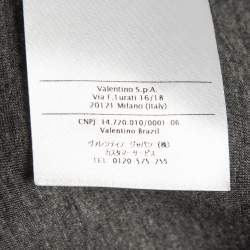 Valentino S.p.A.
Via C.Turati 16/18
20121 Milano (Italy)
CNPJ 14.720.010/0001 06
Valentino Brazil
ヴァレンティノ ジャパン (株)
カスタマーサービス
TEL 0120-575-255